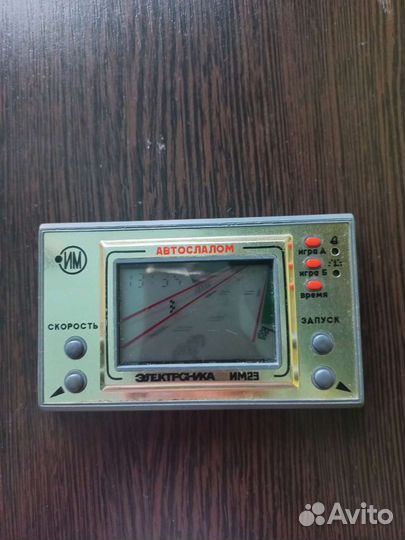 ИМ
АВТОСЛАЛОМ
игра А
игра Б
время
СКОРОСТЬ
ЗАПУСК
ЭЛЕКТРОНИКА ИМ23
Avito